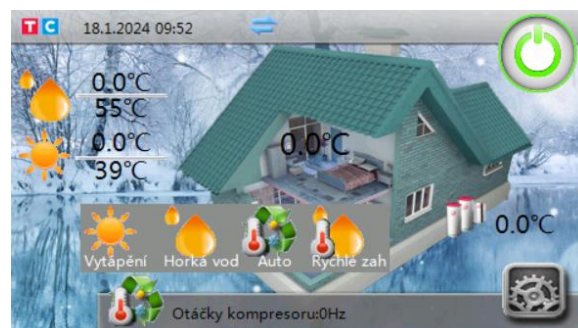 TC 18.1.2024 09:52
0.0°C
55°C
0.0°C
39°C
0.0°C
0.0°C
Vytápění Horká vod Auto Rychlé zah
Otáčky kompresoru:0Hz